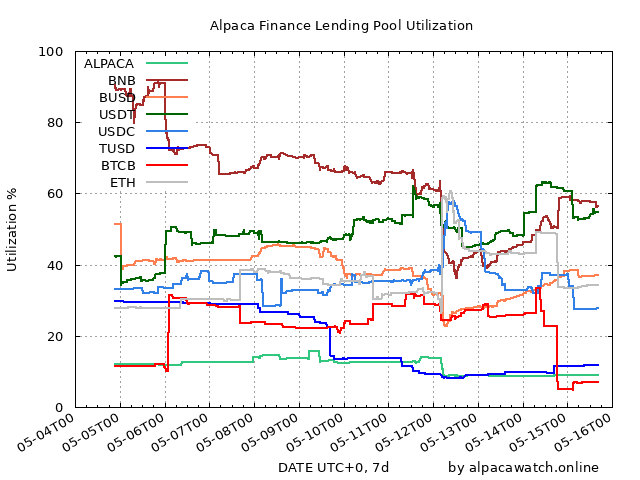 Alpaca Finance Lending Pool Utilization
100
80
60
40
20
0
Utilization %
ALPACA
BNB
BUSD
USDT
USDC
TUSD
BTCB
ETH
05-04T00
05-05T00
05-06T00
05-07T00
05-08T00
05-09T00
05-10T00
05-11T00
05-12T00
05-13T00
05-14T00
05-15T00
05-16T00
DATE UTC+0, 7d
by alpacawatch.online